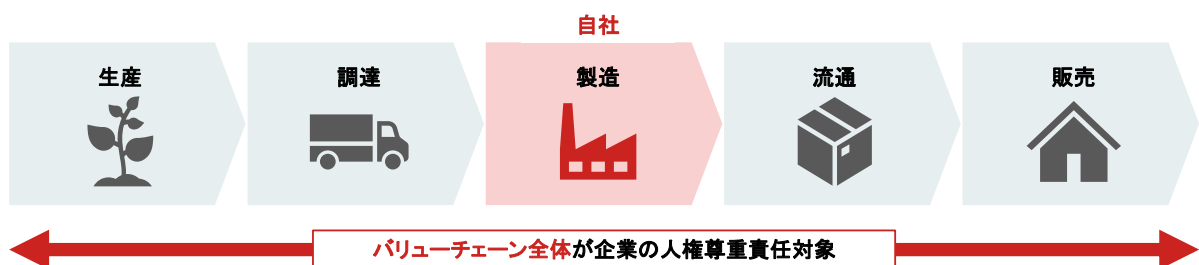 自社
生産
調達
製造
流通
販売
バリューチェーン全体が企業の人権尊重責任対象